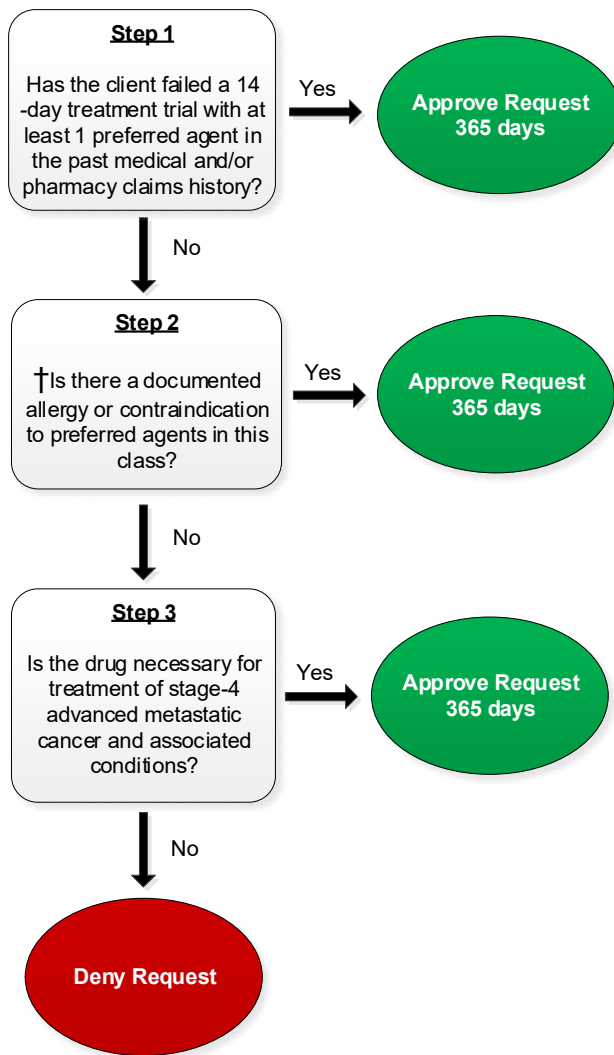 Step 1
Has the client failed a 14
-day treatment trial with at
least 1 preferred agent in
the past medical and/or
pharmacy claims history?
Yes
Approve Request
365 days
No
Step 2
†Is there a documented
allergy or contraindication
to preferred agents in this
class?
Yes
Approve Request
365 days
No
Step 3
Is the drug necessary for
treatment of stage-4
advanced metastatic
cancer and associated
conditions?
Yes
Approve Request
365 days
No
Deny Request